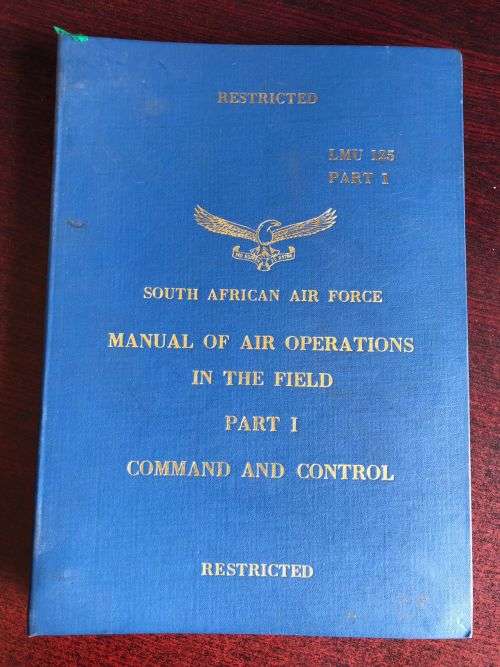 RESTRICTED
LMU 125
PART 1
SOUTH AFRICAN AIR FORCE
MANUAL OF AIR OPERATIONS
IN THE FIELD
PART I
COMMAND AND CONTROL
RESTRICTED